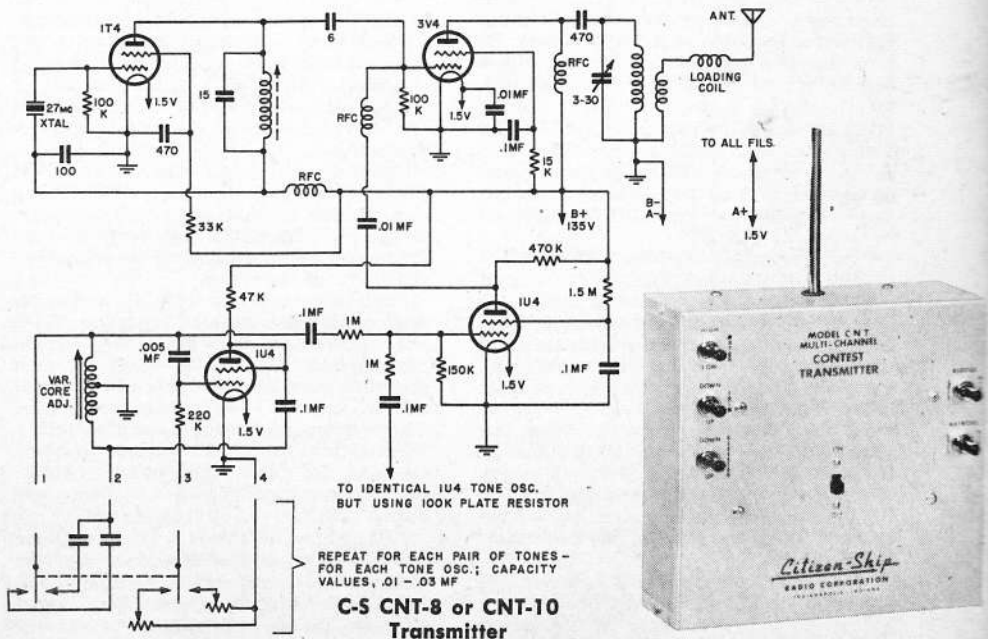 1T4
6
3V4
470
ANT.
RFC
LOADING
COIL
3-30
27MC
XTAL
100
K
1.5V
470
100
15
RFC
100
K
1.5V
.01MF
.1MF
15
K
TO ALL FILS.
B-
A-
A+
1.5V
RFC
33K
.01MF
B+
135V
470K
47K
1.5M
1U4
.1MF
1M
.005
MF
1U4
VAR.
CORE
ADJ.
220
K
1.5V
.1MF
1M
.1MF
150K
1.5V
.1MF
1
2
3
4
TO IDENTICAL 1U4 TONE OSC.
BUT USING 100K PLATE RESISTOR
REPEAT FOR EACH PAIR OF TONES-
FOR EACH TONE OSC.; CAPACITY
VALUES, .01-.03 MF
C-S CNT-8 or CNT-10
Transmitter
MODEL CNT
MULTI-CHANNEL
CONTEST
TRANSMITTER
DOWN
UP
DOWN
UP
Citizen-Ship
RADIO CORPORATION
INDIANAPOLIS, INDIANA